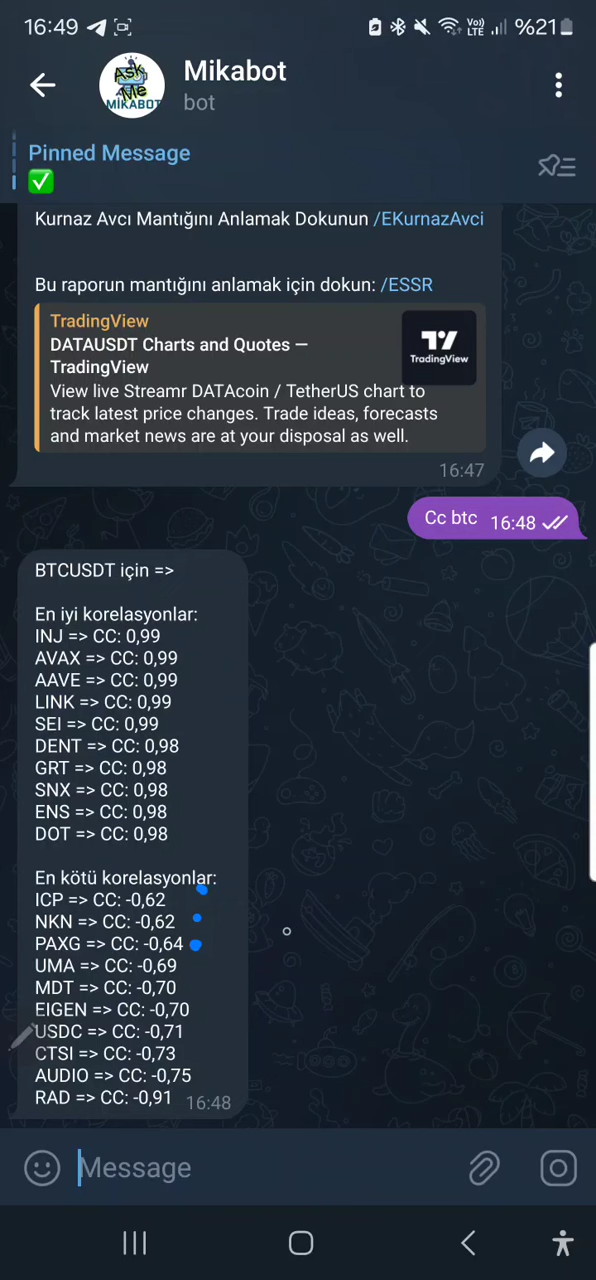 16:49
Vo)) LTE %21
Ask Me MİKABOT
Mikabot
bot
Pinned Message
Kurnaz Avcı Mantığını Anlamak Dokunun /EKurnazAvci
Bu raporun mantığını anlamak için dokun: /ESSR
TradingView
DATAUSDT Charts and Quotes —
TradingView
View live Streamr DATAcoin / TetherUS chart to
track latest price changes. Trade ideas, forecasts
and market news are at your disposal as well.
TradingView
16:47
Cc btc 16:48
BTCUSDT için =>
En iyi korelasyonlar:
INJ => CC: 0,99
AVAX => CC: 0,99
AAVE => CC: 0,99
LINK => CC: 0,99
SEI => CC: 0,99
DENT => CC: 0,98
GRT => CC: 0,98
SNX => CC: 0,98
ENS => CC: 0,98
DOT => CC: 0,98
En kötü korelasyonlar:
ICP => CC: -0,62
NKN => CC: -0,62
PAXG => CC: -0,64
UMA => CC: -0,69
MDT => CC: -0,70
EIGEN => CC: -0,70
USDC => CC: -0,71
CTSI => CC: -0,73
AUDIO => CC: -0,75
RAD => CC: -0,91 16:48
Message